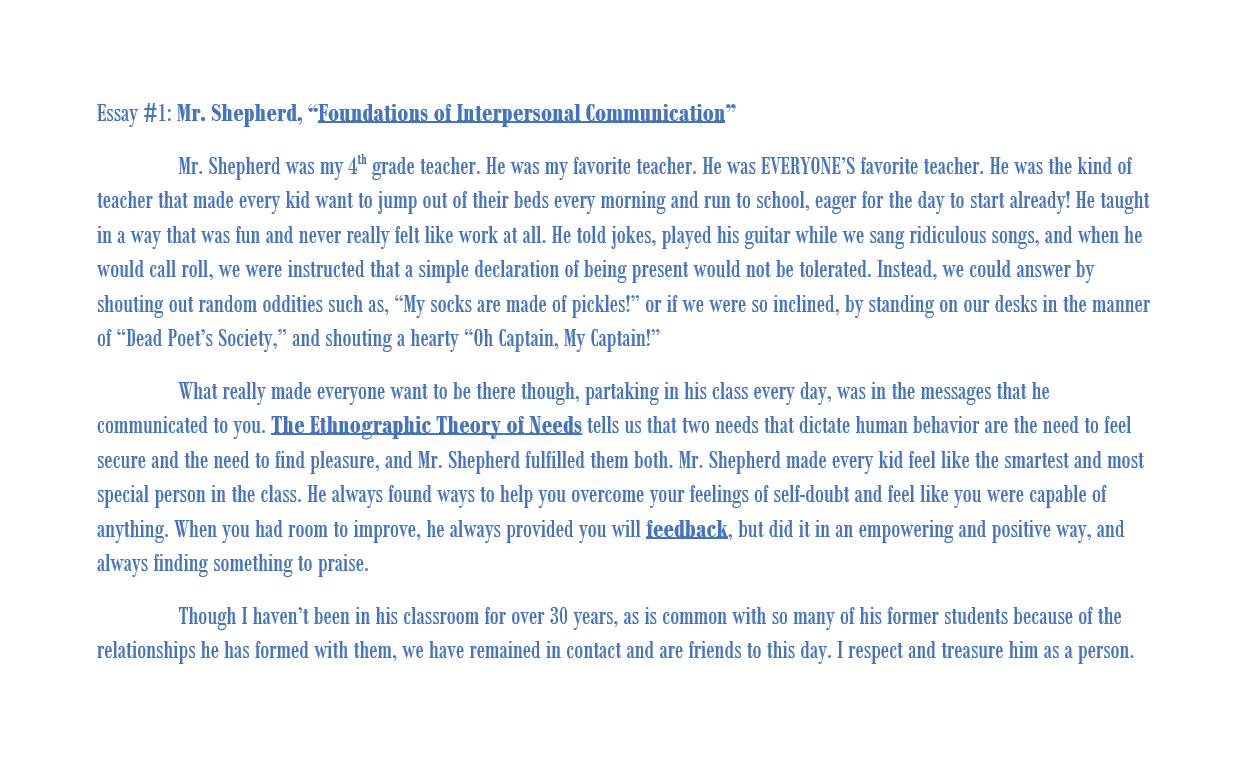 Essay #1: Mr. Shepherd, “Foundations of Interpersonal Communication”
Mr. Shepherd was my 4th grade teacher. He was my favorite teacher. He was EVERYONE’S favorite teacher. He was the kind of
teacher that made every kid want to jump out of their beds every morning and run to school, eager for the day to start already! He taught
in a way that was fun and never really felt like work at all. He told jokes, played his guitar while we sang ridiculous songs, and when he
would call roll, we were instructed that a simple declaration of being present would not be tolerated. Instead, we could answer by
shouting out random oddities such as, “My socks are made of pickles!” or if we were so inclined, by standing on our desks in the manner
of “Dead Poet’s Society,” and shouting a hearty “Oh Captain, My Captain!”
What really made everyone want to be there though, partaking in his class every day, was in the messages that he
communicated to you. The Ethnographic Theory of Needs tells us that two needs that dictate human behavior are the need to feel
secure and the need to find pleasure, and Mr. Shepherd fulfilled them both. Mr. Shepherd made every kid feel like the smartest and most
special person in the class. He always found ways to help you overcome your feelings of self-doubt and feel like you were capable of
anything. When you had room to improve, he always provided you will feedback, but did it in an empowering and positive way, and
always finding something to praise.
Though I haven’t been in his classroom for over 30 years, as is common with so many of his former students because of the
relationships he has formed with them, we have remained in contact and are friends to this day. I respect and treasure him as a person.